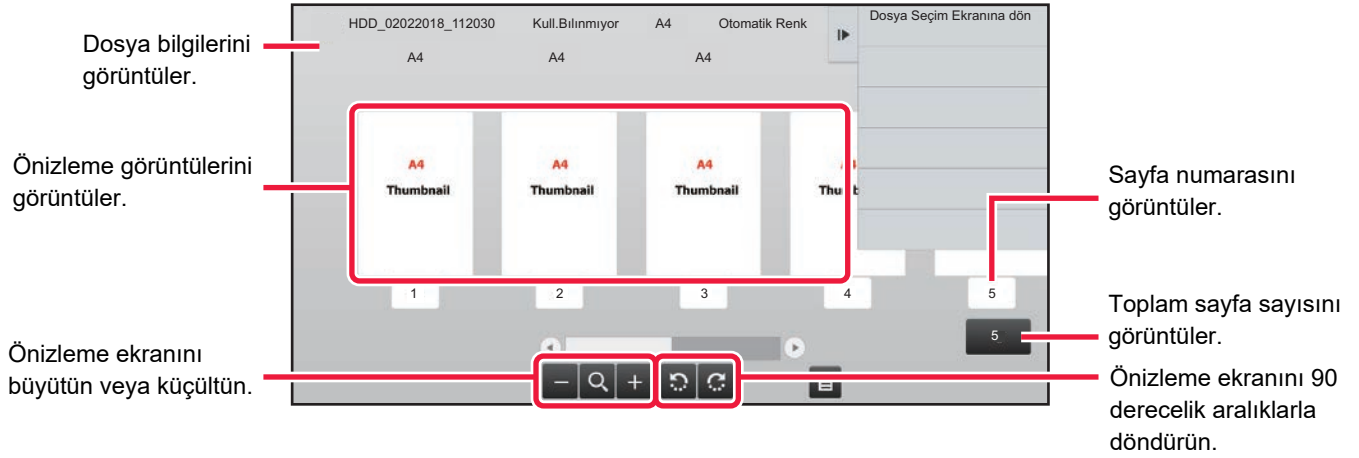 HDD_02022018_112030 Kull.Bılınmıyor A4 Otomatik Renk Dosya Seçim Ekranına dön
A4 A4 A4
Dosya bilgilerini
görüntüler.
Önizleme görüntülerini
görüntüler.
A4 A4 A4
Thumbnail Thumbnail Thumbnail
Sayfa numarasını
görüntüler.
1 2 3 4 5
Toplam sayfa sayısını
görüntüler.
5
Önizleme ekranını
büyütün veya küçültün.
Önizleme ekranını 90
derecelik aralıklarla
döndürün.